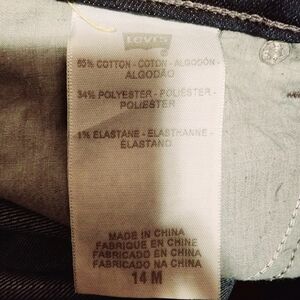 LEVI'S
65% COTTON - COTON - ALGODÓN -
ALGODÃO
34% POLYESTER - POLIÉSTER -
POLIESTER
1% ELASTANE - ELASTHANNE -
ELASTANO
MADE IN CHINA
FABRIQUE EN CHINE
FABRICADO EN CHINA
FABRICADO NA CHINA
14 M